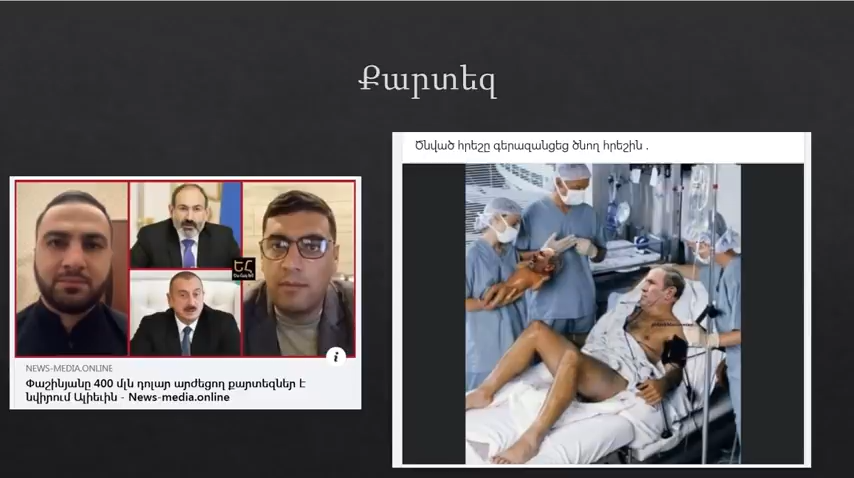 Քարտեզ
Ծնված հրեշը գերազանցեց ծնող հրեշին .
ԵՀ
NEWS-MEDIA.ONLINE
Փաշինյանը 400 մլն դոլար արժեցող քարտեզներ է
նվիրում Ալիեւին - News-media.online